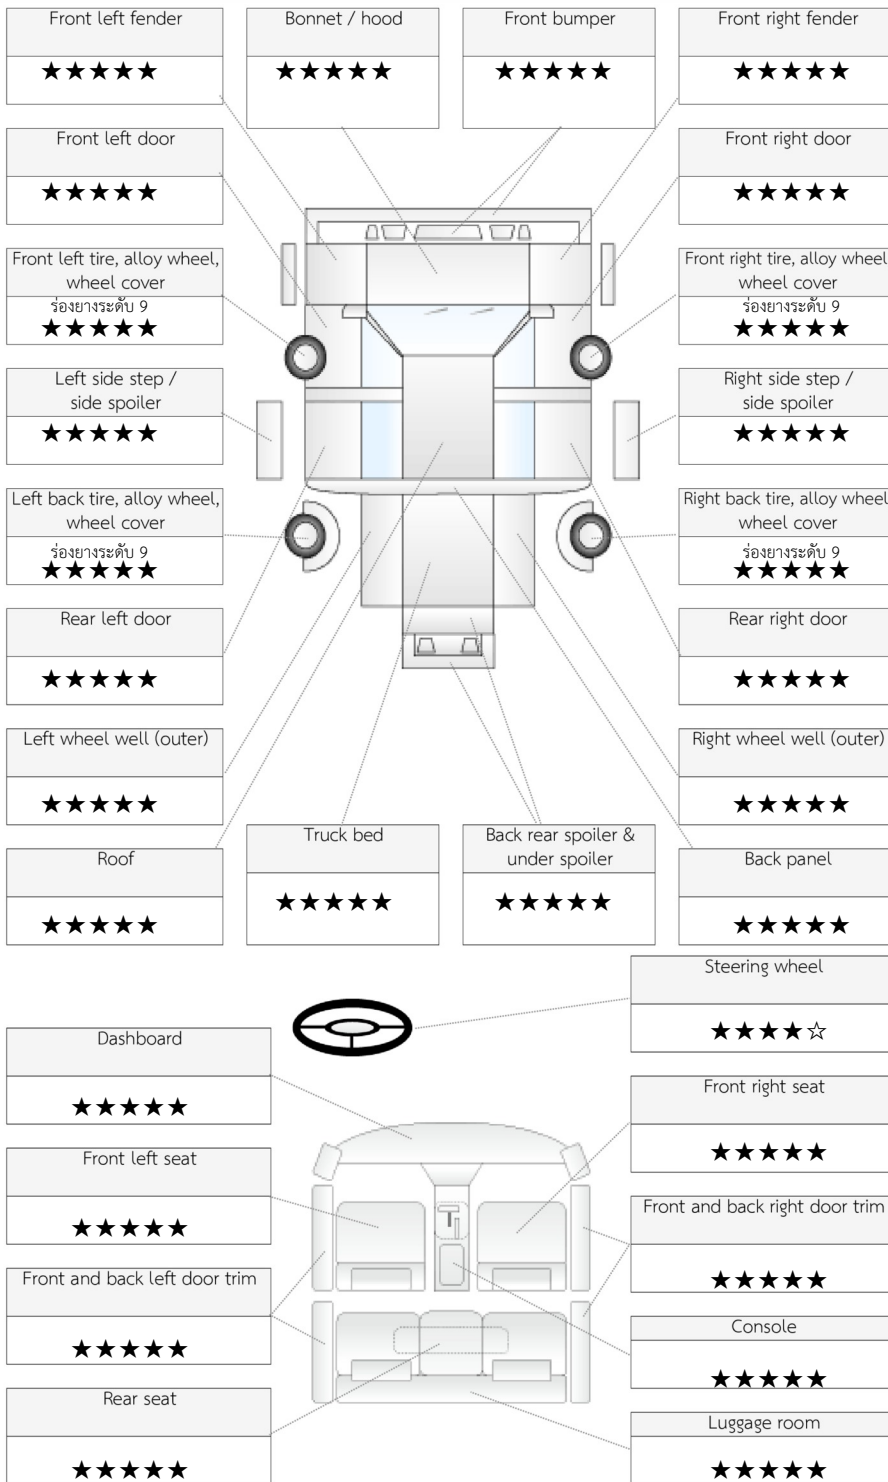 Front left fender
★★★★★
Bonnet / hood
★★★★★
Front bumper
★★★★★
Front right fender
★★★★★
Front left door
★★★★★
Front right door
★★★★★
Front left tire, alloy wheel,
wheel cover
ร่องยางระดับ 9
★★★★★
Front right tire, alloy wheel
wheel cover
ร่องยางระดับ 9
★★★★★
Left side step /
side spoiler
★★★★★
Right side step /
side spoiler
★★★★★
Left back tire, alloy wheel,
wheel cover
ร่องยางระดับ 9
★★★★★
Right back tire, alloy wheel
wheel cover
ร่องยางระดับ 9
★★★★★
Rear left door
★★★★★
Rear right door
★★★★★
Left wheel well (outer)
★★★★★
Right wheel well (outer)
★★★★★
Roof
★★★★★
Truck bed
★★★★★
Back rear spoiler &
under spoiler
★★★★★
Back panel
★★★★★
Steering wheel
★★★★☆
Dashboard
★★★★★
Front right seat
★★★★★
Front left seat
★★★★★
Front and back right door trim
★★★★★
Front and back left door trim
★★★★★
Console
★★★★★
Rear seat
★★★★★
Luggage room
★★★★★